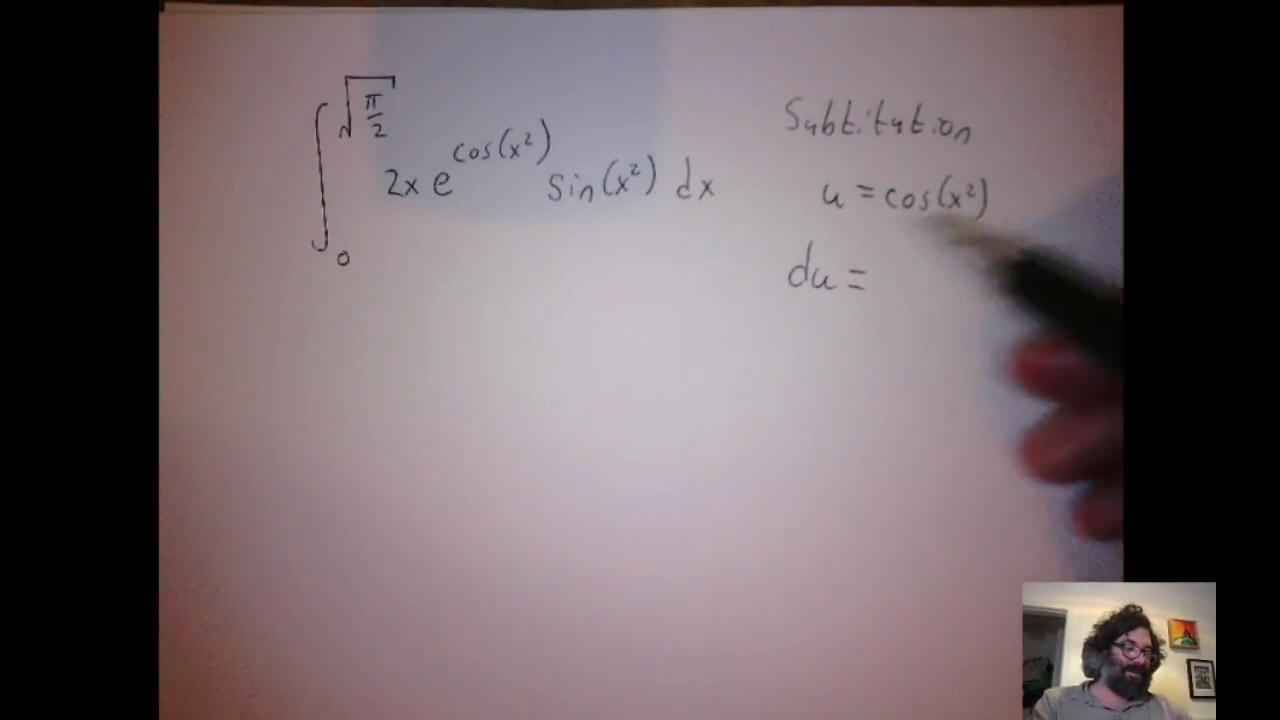 ∫₀^√(π/2) 2x e^cos(x²) sin(x²) dx
Subtitution
u = cos(x²)
du =